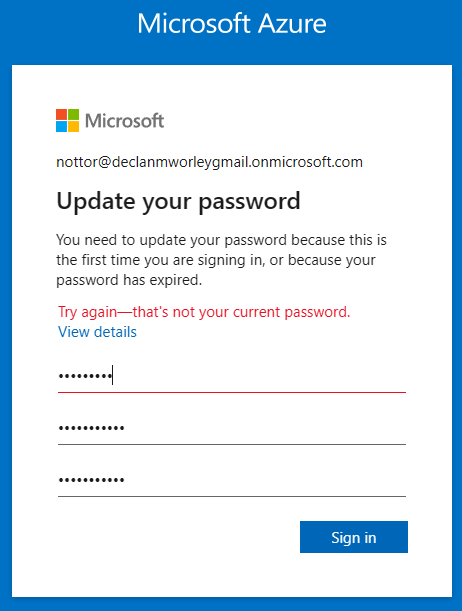 Microsoft Azure
Microsoft
nottor@declanmworleygmail.onmicrosoft.com
Update your password
You need to update your password because this is
the first time you are signing in, or because your
password has expired.
Try again—that's not your current password.
View details
•••••••••
•••••••••••
•••••••••••
Sign in